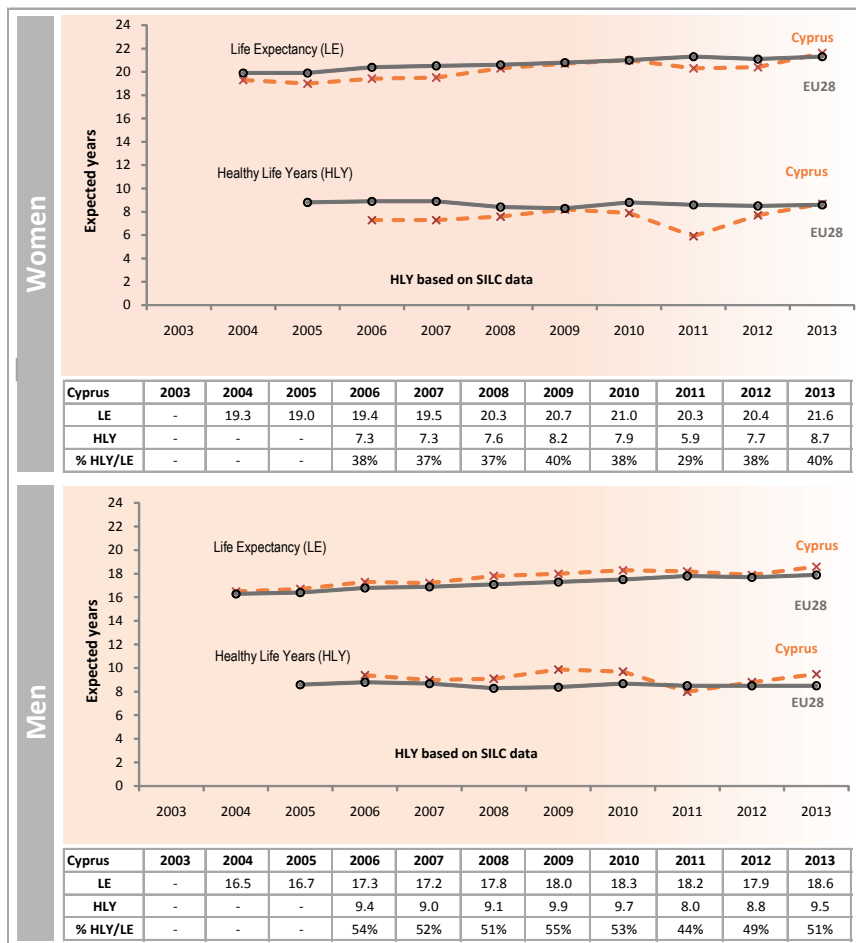 Women
24
22
20
18
16
14
12
10
8
6
4
2
0
Expected years
Life Expectancy (LE)
Cyprus
EU28
Healthy Life Years (HLY)
Cyprus
EU28
HLY based on SILC data
2003 2004 2005 2006 2007 2008 2009 2010 2011 2012 2013
Cyprus 2003 2004 2005 2006 2007 2008 2009 2010 2011 2012 2013
LE - 19.3 19.0 19.4 19.5 20.3 20.7 21.0 20.3 20.4 21.6
HLY - - - 7.3 7.3 7.6 8.2 7.9 5.9 7.7 8.7
% HLY/LE - - - 38% 37% 37% 40% 38% 29% 38% 40%
Men
24
22
20
18
16
14
12
10
8
6
4
2
0
Expected years
Life Expectancy (LE)
Cyprus
EU28
Healthy Life Years (HLY)
Cyprus
EU28
HLY based on SILC data
2003 2004 2005 2006 2007 2008 2009 2010 2011 2012 2013
Cyprus 2003 2004 2005 2006 2007 2008 2009 2010 2011 2012 2013
LE - 16.5 16.7 17.3 17.2 17.8 18.0 18.3 18.2 17.9 18.6
HLY - - - 9.4 9.0 9.1 9.9 9.7 8.0 8.8 9.5
% HLY/LE - - - 54% 52% 51% 55% 53% 44% 49% 51%